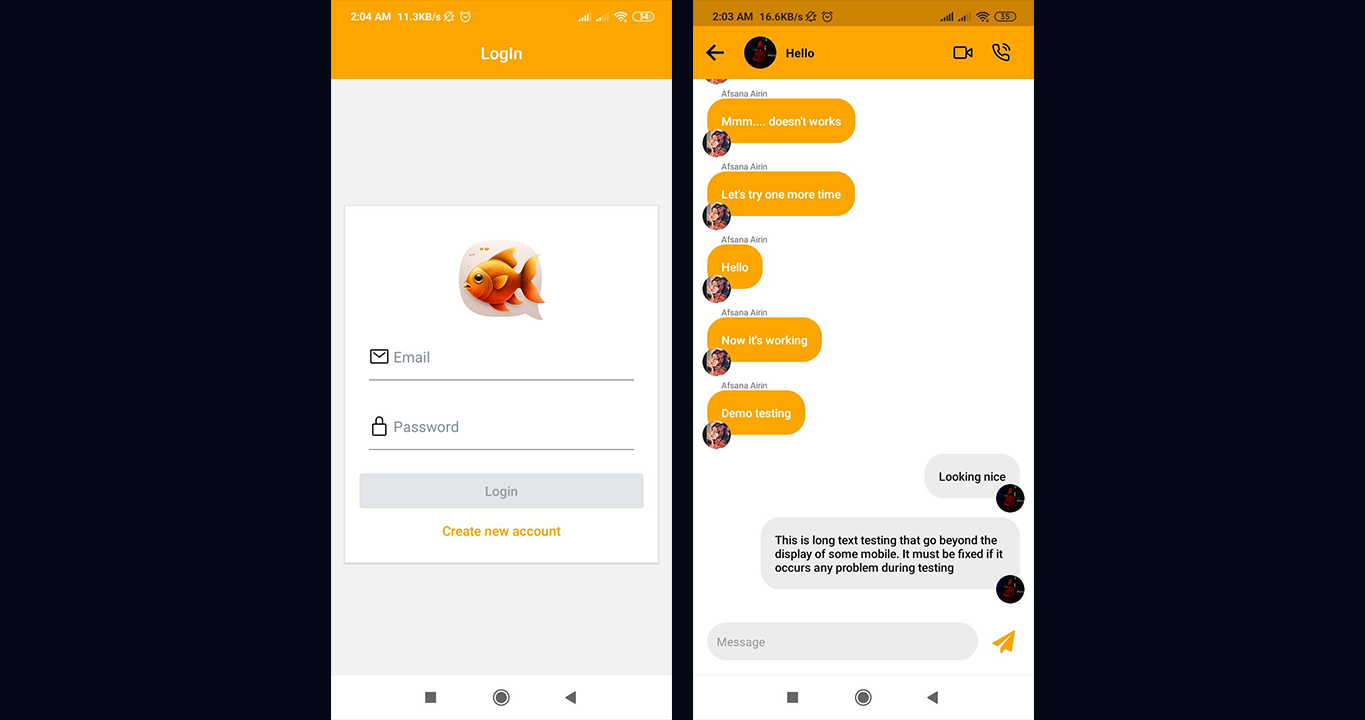 2:04 AM 11.3KB/s
34
LogIn
Email
Password
Login
Create new account
2:03 AM 16.6KB/s
35
Hello
Afsana Airin
Mmm.... doesn't works
Afsana Airin
Let's try one more time
Afsana Airin
Hello
Afsana Airin
Now it's working
Afsana Airin
Demo testing
Looking nice
This is long text testing that go beyond the
display of some mobile. It must be fixed if it
occurs any problem during testing
Message